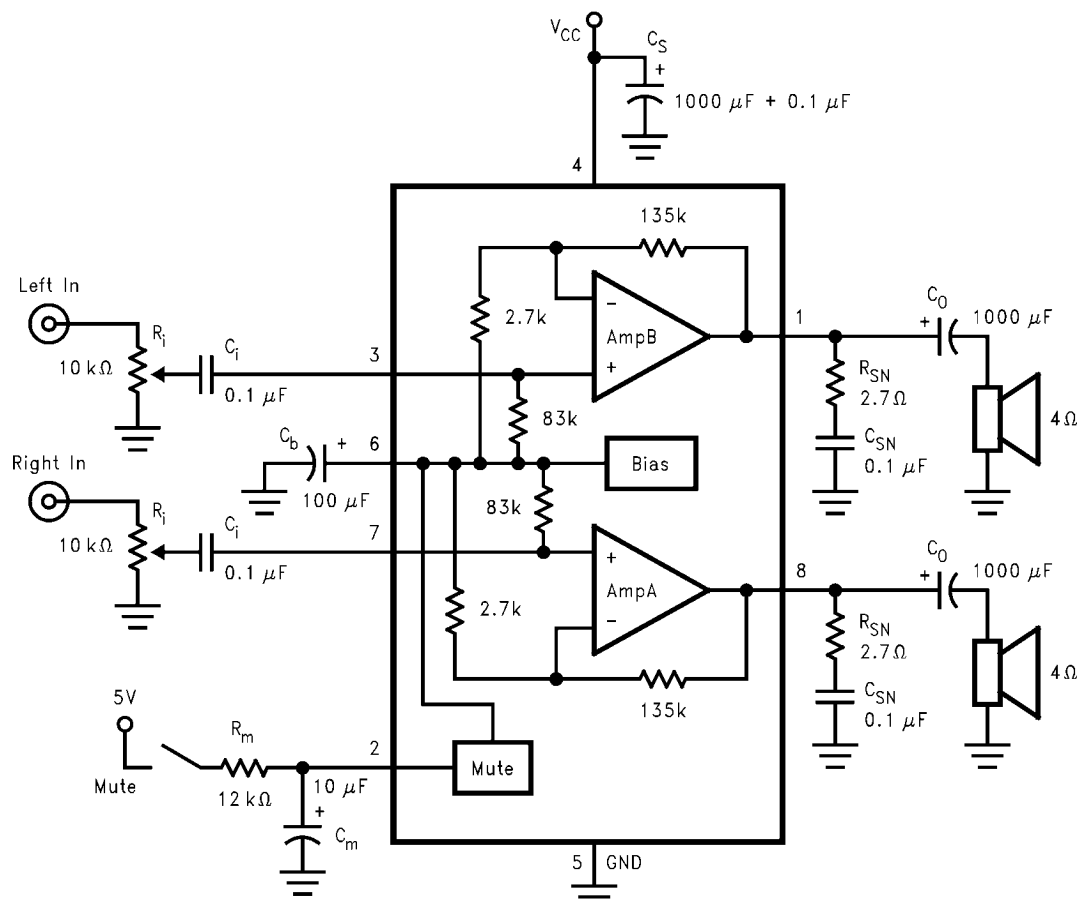 V_CC
C_S
+
1000 μF + 0.1 μF
4
135k
Left In
R_i
10 kΩ
C_i
0.1 μF
3
2.7k
−
AmpB
+
1
C_O
+
1000 μF
R_SN
2.7Ω
C_SN
0.1 μF
4Ω
83k
C_b
+
100 μF
6
Bias
Right In
R_i
10 kΩ
C_i
0.1 μF
7
83k
+
AmpA
−
2.7k
135k
8
C_O
+
1000 μF
R_SN
2.7Ω
C_SN
0.1 μF
4Ω
5V
Mute
R_m
12 kΩ
2
10 μF
+
C_m
Mute
5
GND